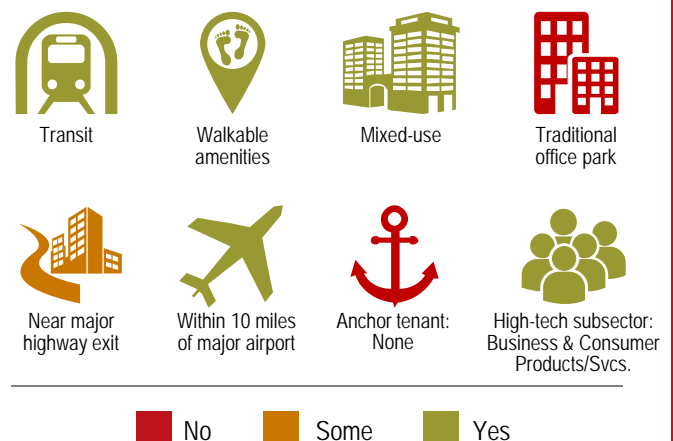 Transit
Walkable
amenities
Mixed-use
Traditional
office park
Near major
highway exit
Within 10 miles
of major airport
Anchor tenant:
None
High-tech subsector:
Business & Consumer
Products/Svcs.
No
Some
Yes